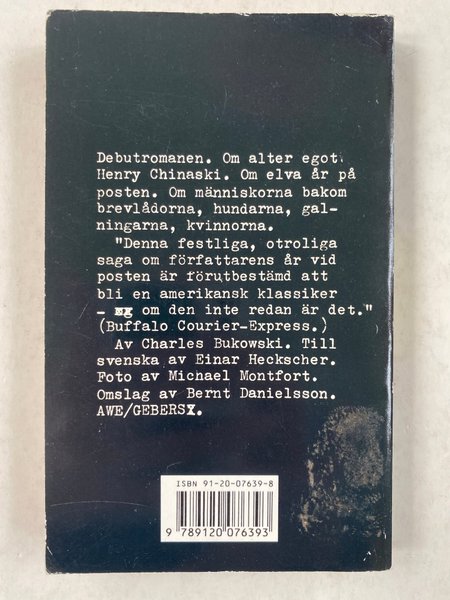 Debutromanen. Om alter egot
Henry Chinaski. Om elva år på
posten. Om människorna bakom
brevlådorna, hundarna, gal-
ningarna, kvinnorna.
"Denna festliga, otroliga
saga om författarens år vid
posten är förutbestämd att
bli en amerikansk klassiker
- om den inte redan är det."
(Buffalo Courier-Express.)
Av Charles Bukowski. Till
svenska av Einar Heckscher.
Foto av Michael Montfort.
Omslag av Bernt Danielsson.
AWE/GEBERS.
ISBN 91-20-07639-8
9 789120 076393